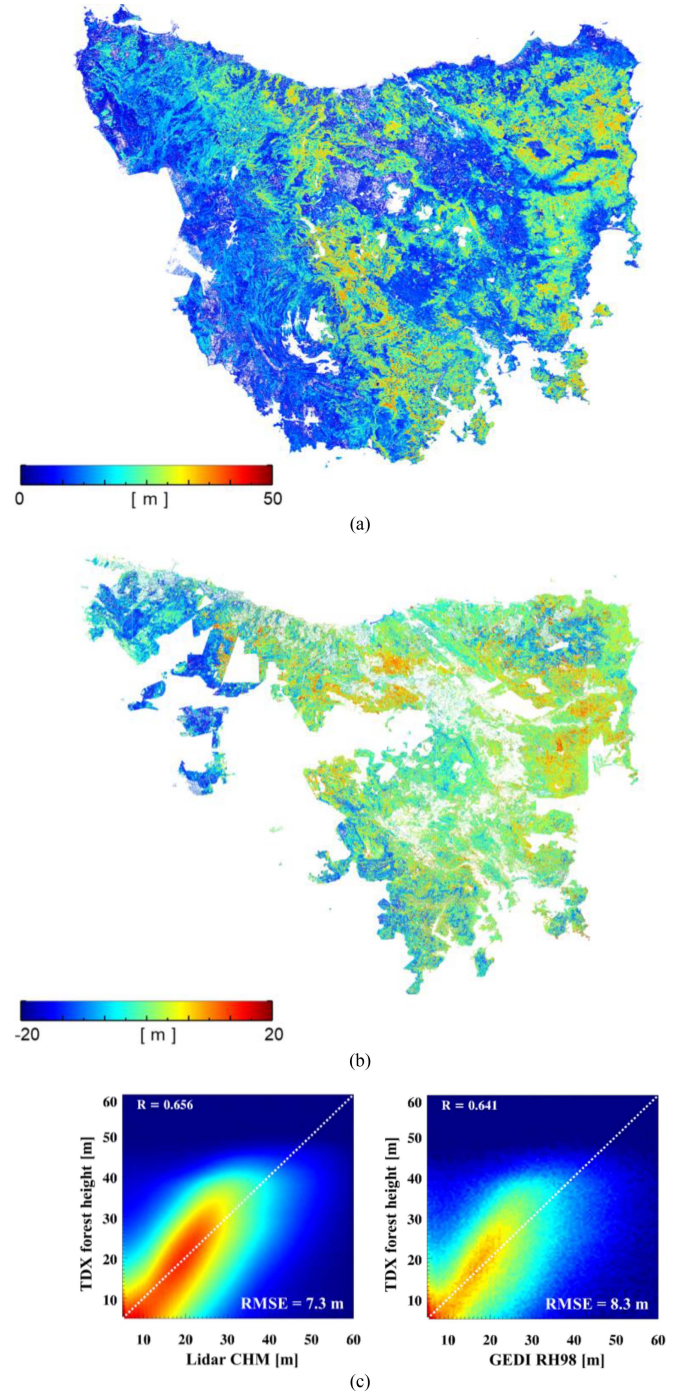 0 50
[ m ]
(a)
-20 20
[ m ]
(b)
R = 0.656
60
50
40
30
20
10
TDX forest height [m]
RMSE = 7.3 m
10 20 30 40 50 60
Lidar CHM [m]
R = 0.641
60
50
40
30
20
10
TDX forest height [m]
RMSE = 8.3 m
10 20 30 40 50 60
GEDI RH98 [m]
(c)